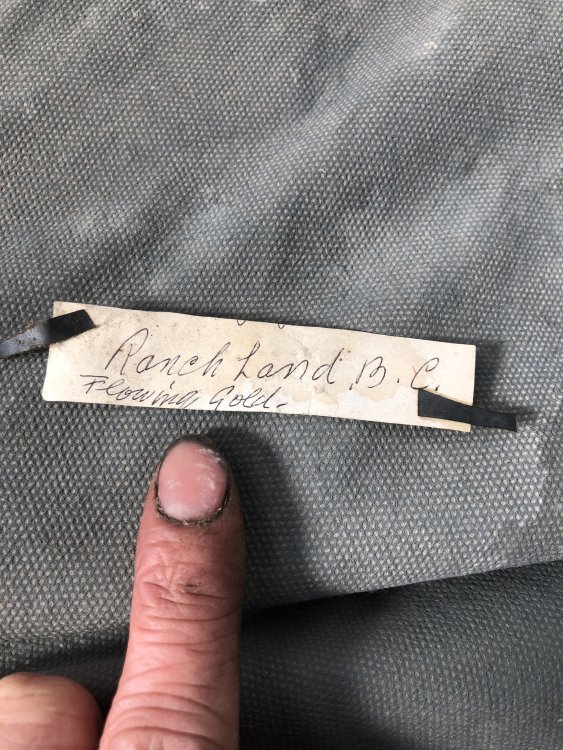 Ranch Land B. C.
Flowing Gold.